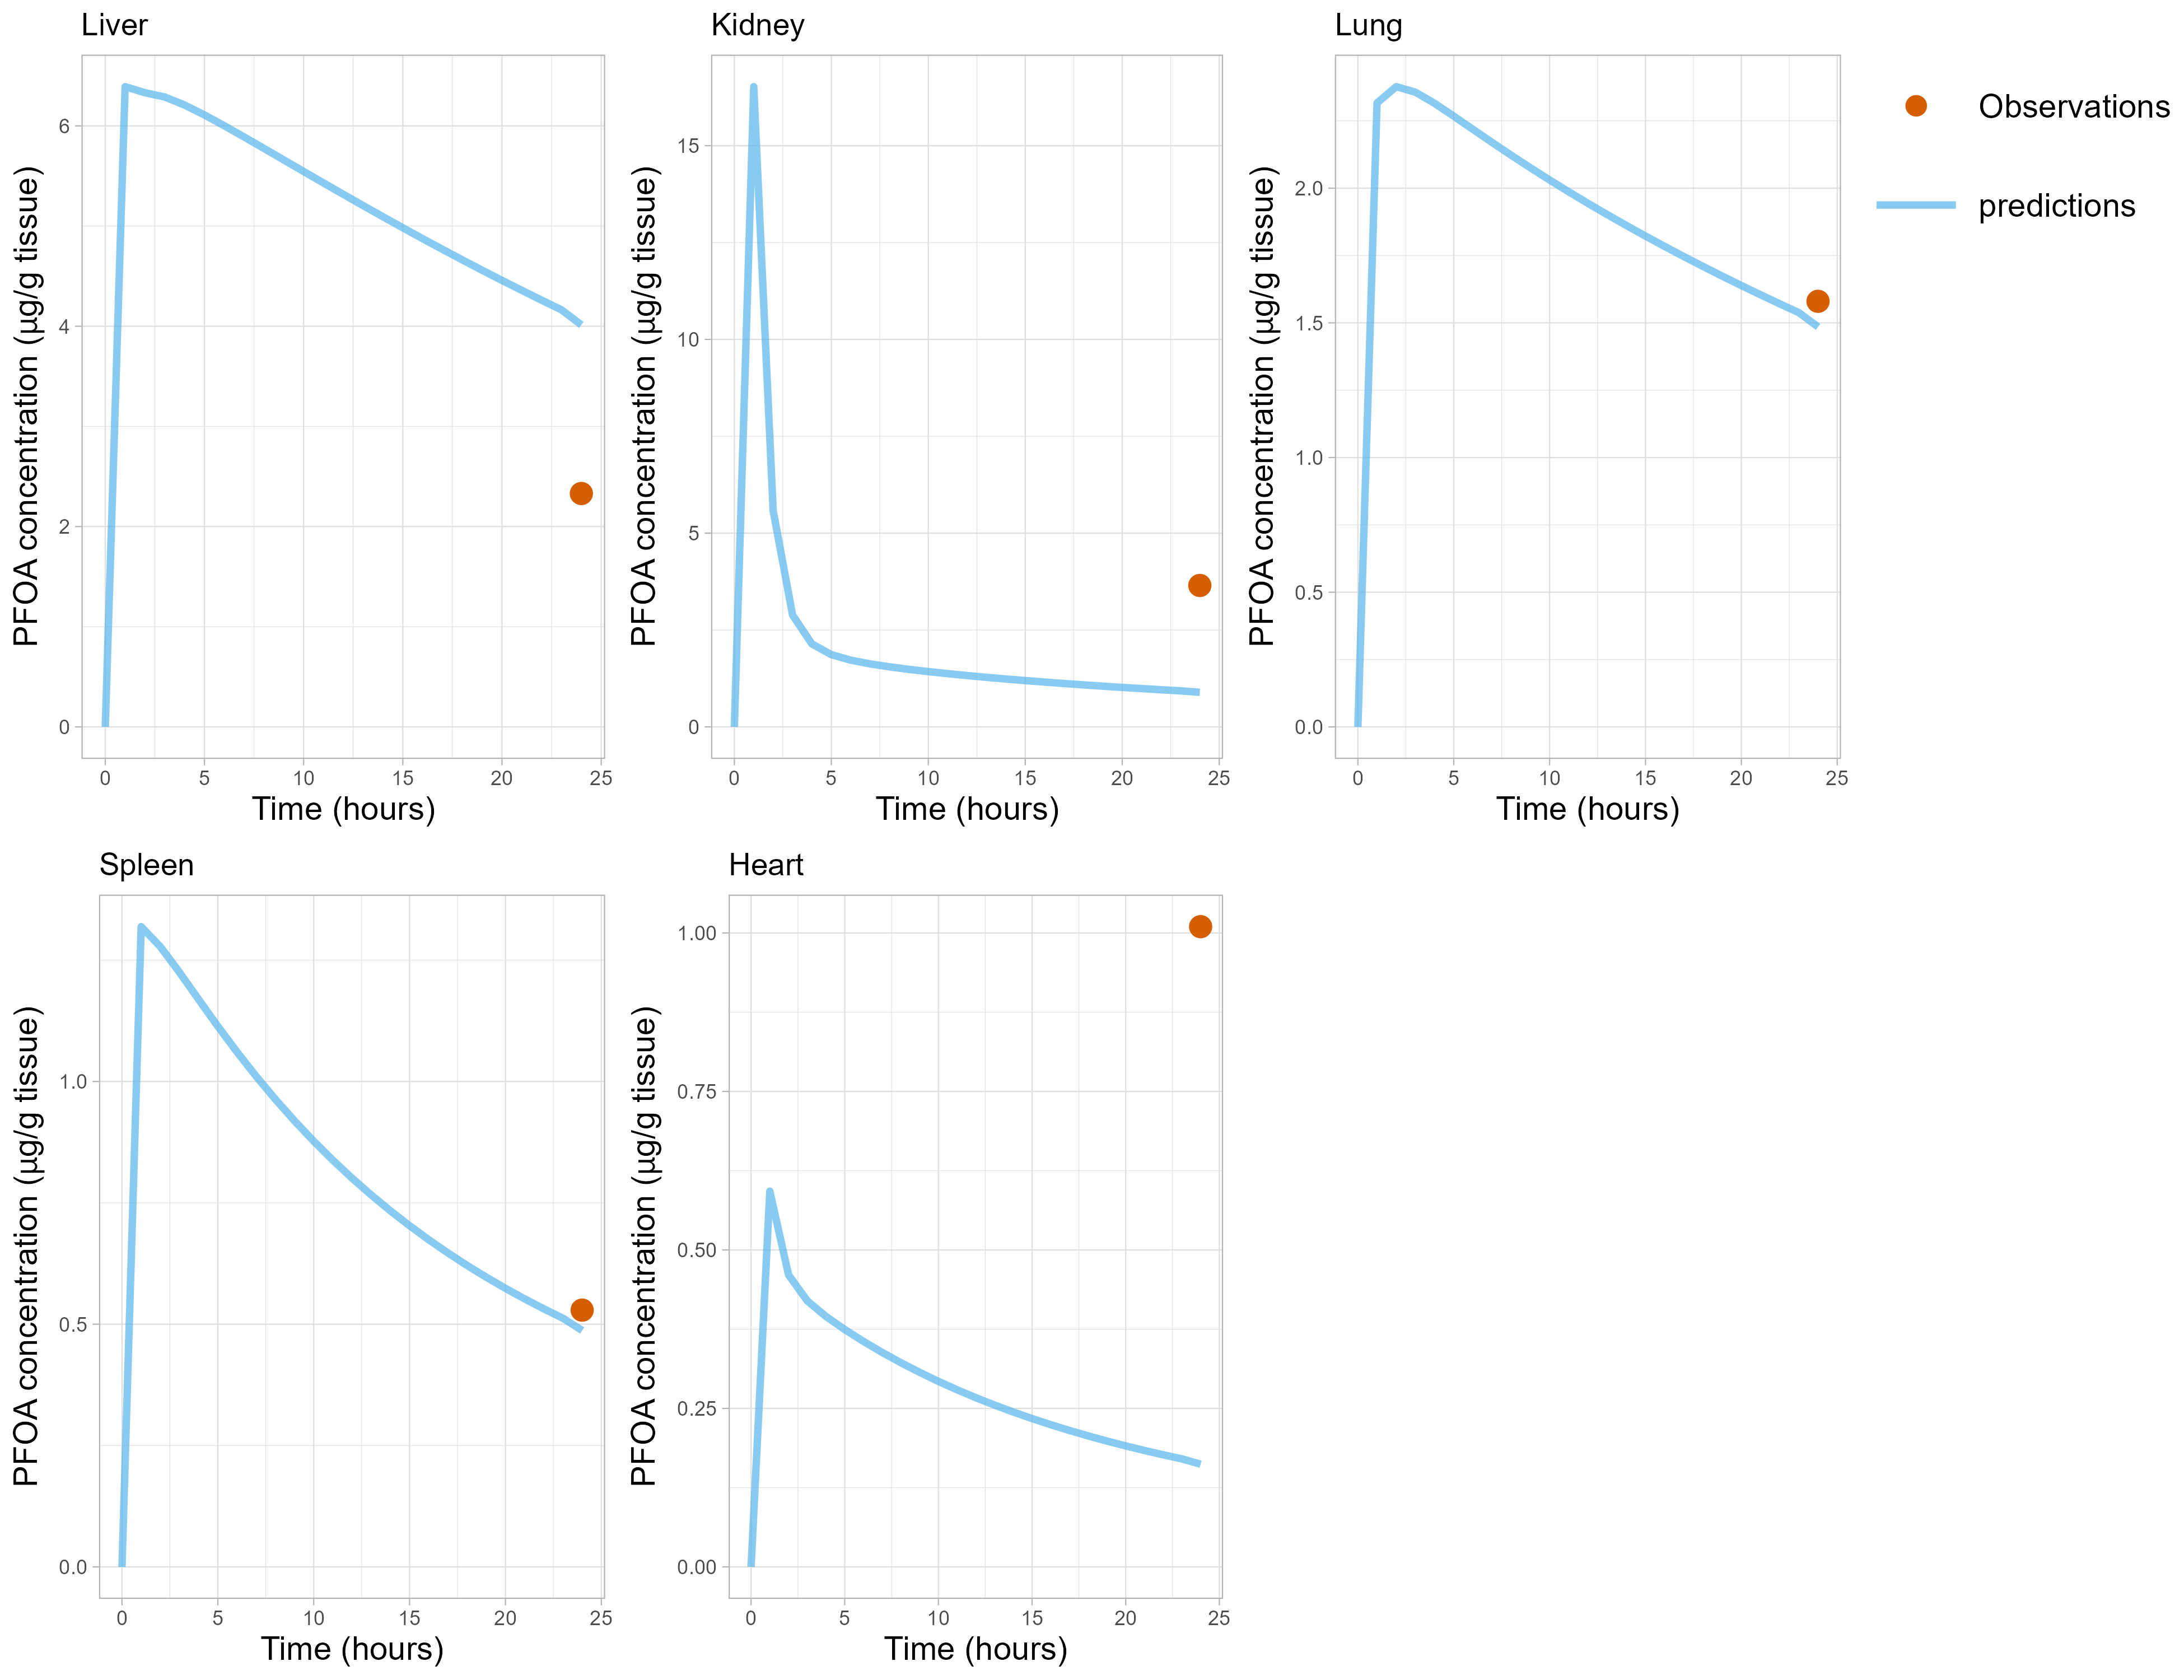 Liver
PFOA concentration (µg/g tissue)
6
4
2
0
0 5 10 15 20 25
Time (hours)
Kidney
PFOA concentration (µg/g tissue)
15
10
5
0
0 5 10 15 20 25
Time (hours)
Lung
PFOA concentration (µg/g tissue)
2.0
1.5
1.0
0.5
0.0
0 5 10 15 20 25
Time (hours)
Observations
predictions
Spleen
PFOA concentration (µg/g tissue)
1.0
0.5
0.0
0 5 10 15 20 25
Time (hours)
Heart
PFOA concentration (µg/g tissue)
1.00
0.75
0.50
0.25
0.00
0 5 10 15 20 25
Time (hours)